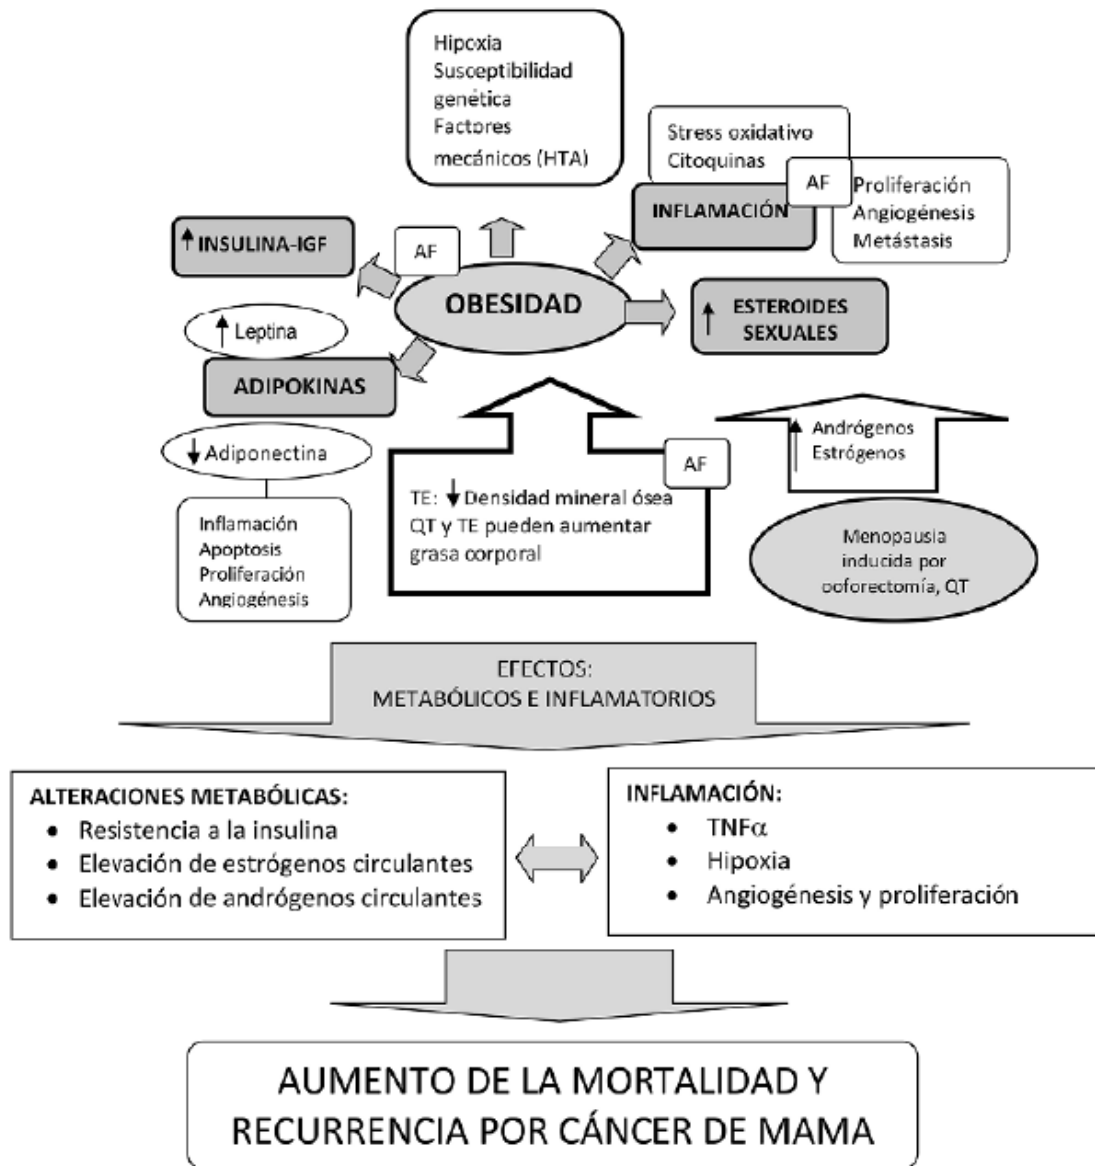 Hipoxia
Susceptibilidad
genética
Factores
mecánicos (HTA)
Stress oxidativo
Citoquinas
AF
INFLAMACIÓN
Proliferación
Angiogénesis
Metástasis
INSULINA-IGF
AF
OBESIDAD
ESTEROIDES
SEXUALES
Leptina
ADIPOKINAS
Adiponectina
Inflamación
Apoptosis
Proliferación
Angiogénesis
AF
TE: Densidad mineral ósea
QT y TE pueden aumentar
grasa corporal
Andrógenos
Estrógenos
Menopausia
inducida por
ooforectomía, QT
EFECTOS:
METABÓLICOS E INFLAMATORIOS
ALTERACIONES METABÓLICAS:
• Resistencia a la insulina
• Elevación de estrógenos circulantes
• Elevación de andrógenos circulantes
INFLAMACIÓN:
• TNFα
• Hipoxia
• Angiogénesis y proliferación
AUMENTO DE LA MORTALIDAD Y
RECURRENCIA POR CÁNCER DE MAMA